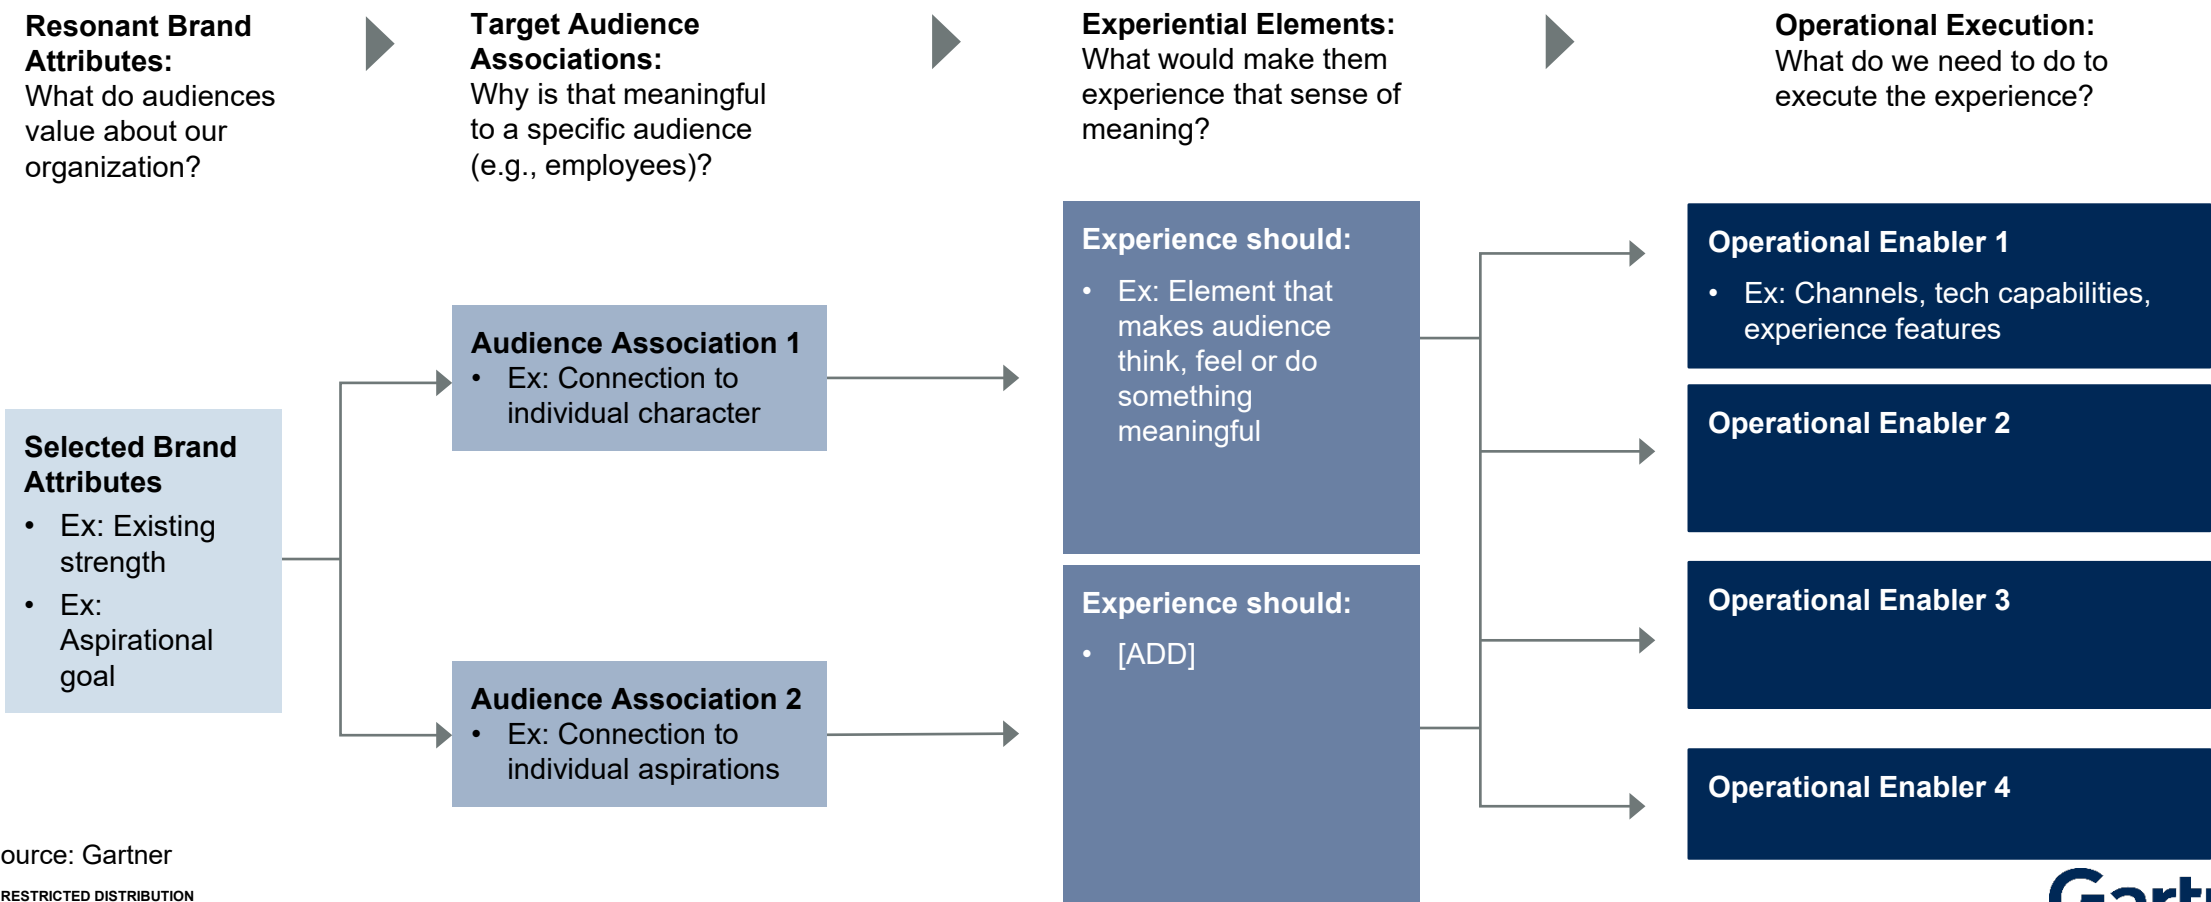 Resonant Brand
Attributes:
What do audiences
value about our
organization?
Target Audience
Associations:
Why is that meaningful
to a specific audience
(e.g., employees)?
Experiential Elements:
What would make them
experience that sense of
meaning?
Operational Execution:
What do we need to do to
execute the experience?
Selected Brand
Attributes
• Ex: Existing
strength
• Ex:
Aspirational
goal
Audience Association 1
• Ex: Connection to
individual character
Audience Association 2
• Ex: Connection to
individual aspirations
Experience should:
• Ex: Element that
makes audience
think, feel or do
something
meaningful
Experience should:
• [ADD]
Operational Enabler 1
• Ex: Channels, tech capabilities,
experience features
Operational Enabler 2
Operational Enabler 3
Operational Enabler 4
ource: Gartner
RESTRICTED DISTRIBUTION